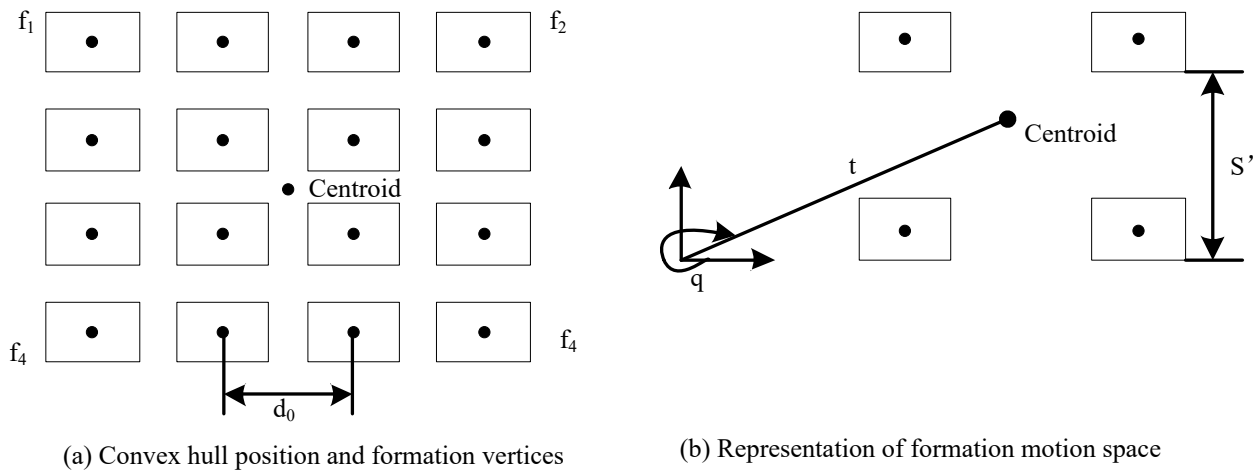 f1
f2
Centroid
f4
f4
d0
(a) Convex hull position and formation vertices
Centroid
t
S’
q
(b) Representation of formation motion space